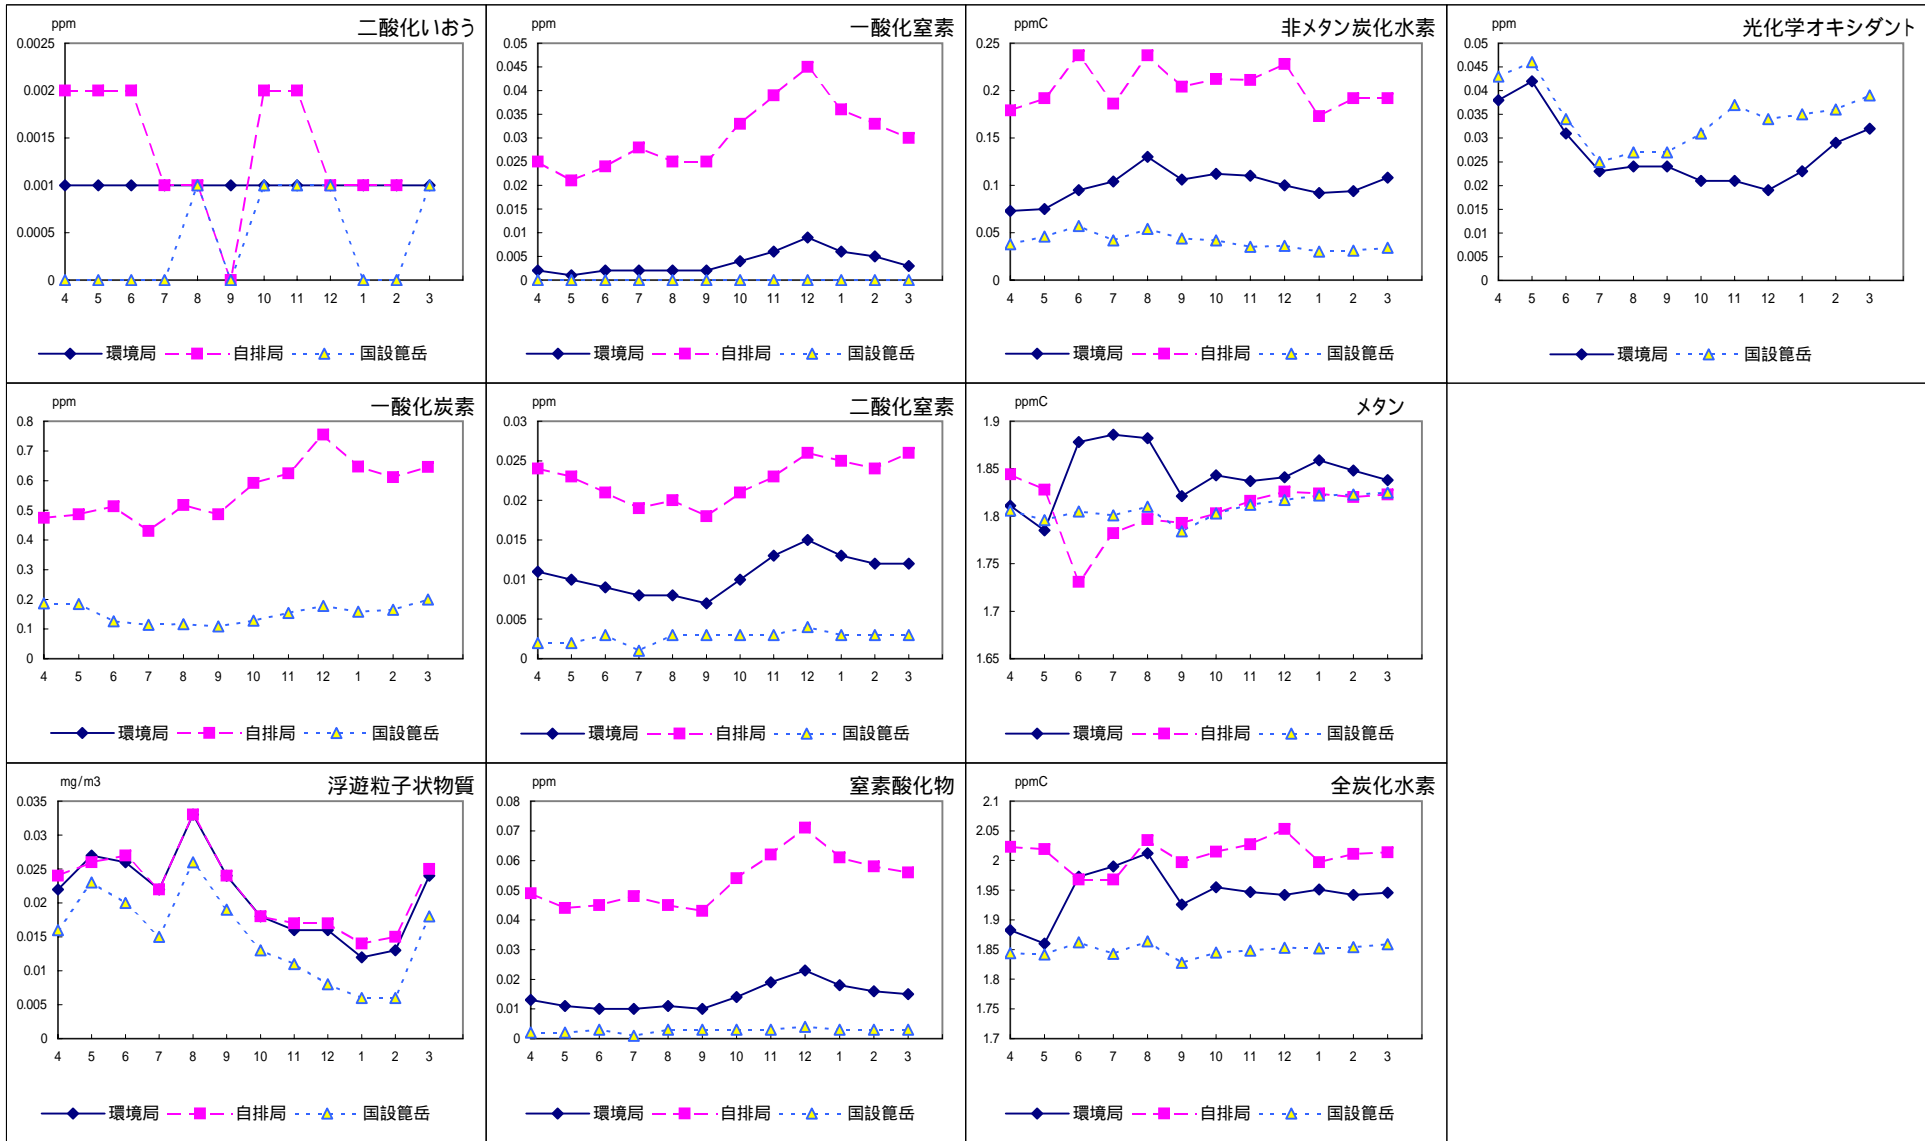 ppm 二酸化いおう
0.0025
0.002
0.0015
0.001
0.0005
0
4 5 6 7 8 9 10 11 12 1 2 3
環境局 自排局 国設箆岳
ppm 一酸化窒素
0.05
0.045
0.04
0.035
0.03
0.025
0.02
0.015
0.01
0.005
0
4 5 6 7 8 9 10 11 12 1 2 3
環境局 自排局 国設箆岳
ppmC 非メタン炭化水素
0.25
0.2
0.15
0.1
0.05
0
4 5 6 7 8 9 10 11 12 1 2 3
環境局 自排局 国設箆岳
ppm 光化学オキシダント
0.05
0.045
0.04
0.035
0.03
0.025
0.02
0.015
0.01
0.005
0
4 5 6 7 8 9 10 11 12 1 2 3
環境局 国設箆岳
ppm 一酸化炭素
0.8
0.7
0.6
0.5
0.4
0.3
0.2
0.1
0
4 5 6 7 8 9 10 11 12 1 2 3
環境局 自排局 国設箆岳
ppm 二酸化窒素
0.03
0.025
0.02
0.015
0.01
0.005
0
4 5 6 7 8 9 10 11 12 1 2 3
環境局 自排局 国設箆岳
ppmC メタン
1.9
1.85
1.8
1.75
1.7
1.65
4 5 6 7 8 9 10 11 12 1 2 3
環境局 自排局 国設箆岳
mg/m3 浮遊粒子状物質
0.035
0.03
0.025
0.02
0.015
0.01
0.005
0
4 5 6 7 8 9 10 11 12 1 2 3
環境局 自排局 国設箆岳
ppm 窒素酸化物
0.08
0.07
0.06
0.05
0.04
0.03
0.02
0.01
0
4 5 6 7 8 9 10 11 12 1 2 3
環境局 自排局 国設箆岳
ppmC 全炭化水素
2.1
2.05
2
1.95
1.9
1.85
1.8
1.75
1.7
4 5 6 7 8 9 10 11 12 1 2 3
環境局 自排局 国設箆岳